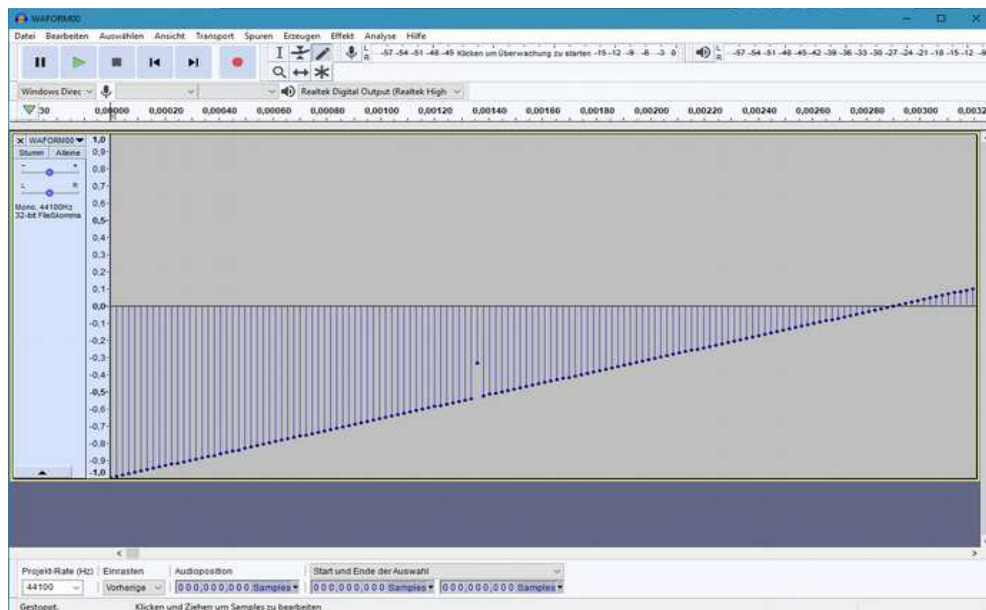 WAFORM00
Datei Bearbeiten Auswählen Ansicht Transport Spuren Erzeugen Effekt Analyse Hilfe
L -57 -54 -51 -48 -45 Klicken um Überwachung zu starten -15 -12 -9 -6 -3 0 L -57 -54 -51 -48 -45 -42 -39 -36 -33 -30 -27 -24 -21 -18 -15 -12 -9
R R
Windows Direc Realtek Digital Output (Realtek High
30 0,00000 0,00020 0,00040 0,00060 0,00080 0,00100 0,00120 0,00140 0,00160 0,00180 0,00200 0,00220 0,00240 0,00260 0,00280 0,00300 0,0032
WAFORM00 1,0
Stumm Alleine 0,9
- + 0,8
L R 0,7
Mono, 44100Hz 0,6
32-bit Fließkomma 0,5
0,4
0,3
0,2
0,1
0,0
-0,1
-0,2
-0,3
-0,4
-0,5
-0,6
-0,7
-0,8
-0,9
-1,0
Projekt-Rate (Hz) Einrasten Audioposition Start und Ende der Auswahl
44100 Vorherige 000,000,000 Samples 000,000,000 Samples 000,000,000 Samples
Gestoppt. Klicken und Ziehen um Samples zu bearbeiten